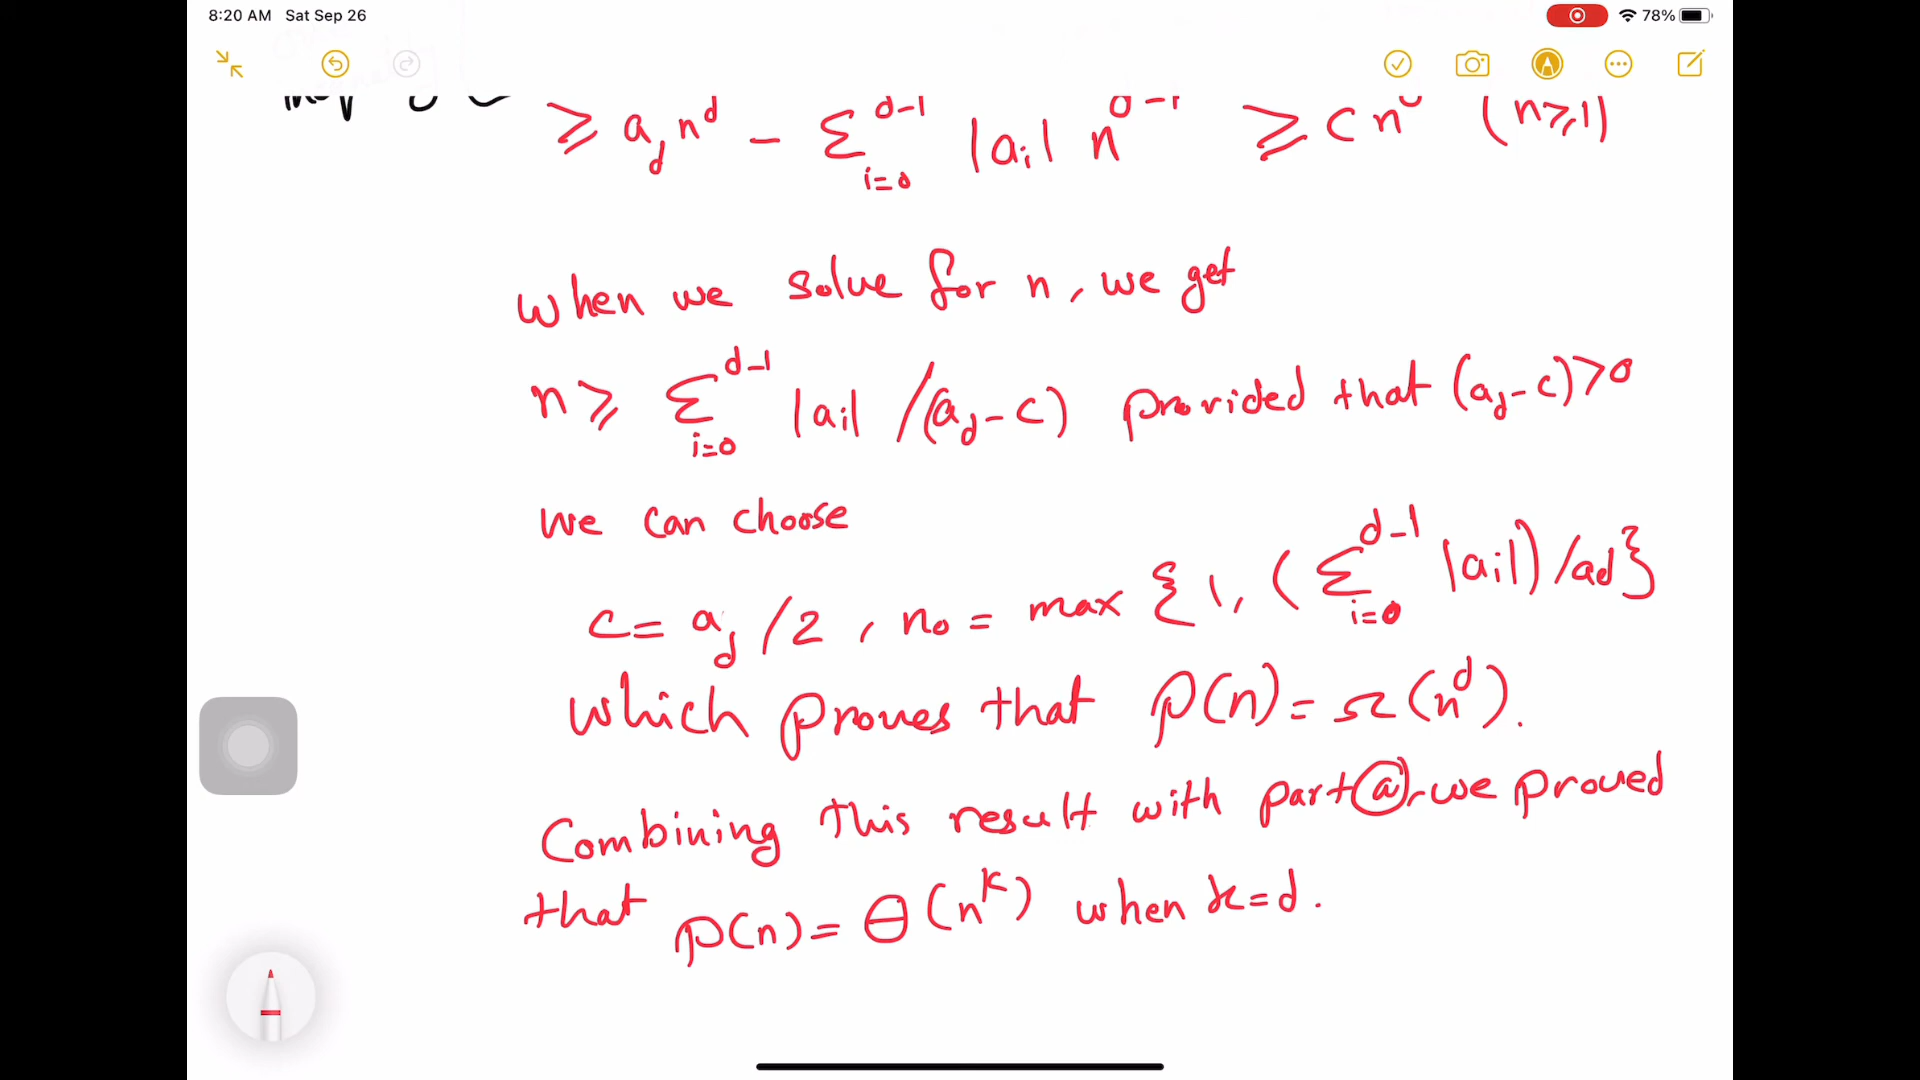 8:20 AM Sat Sep 26 78%
≥ a_d n^d - Σ_{i=0}^{d-1} |a_i| n^{d-1} ≥ c n^d (n≥1)
when we solve for n, we get
n ≥ Σ_{i=0}^{d-1} |a_i| /(a_d-c) provided that (a_d-c)>0
we can choose
c = a_d/2, n_0 = max {1, (Σ_{i=0}^{d-1} |a_i|)/a_d}
which proves that P(n) = Ω(n^d).
Combining this result with part (a), we proved
that P(n) = Θ(n^k) when k=d.